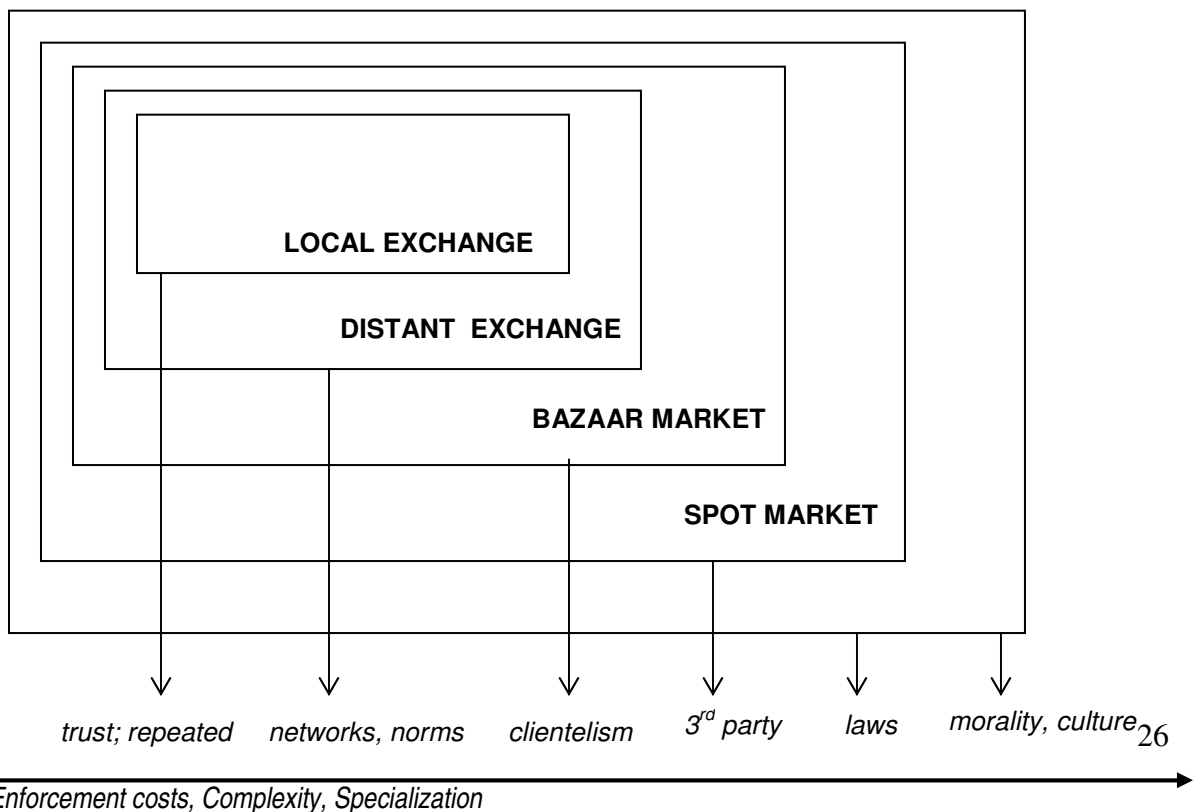 LOCAL EXCHANGE
DISTANT EXCHANGE
BAZAAR MARKET
SPOT MARKET
trust; repeated networks, norms clientelism 3rd party laws morality, culture 26
Enforcement costs, Complexity, Specialization